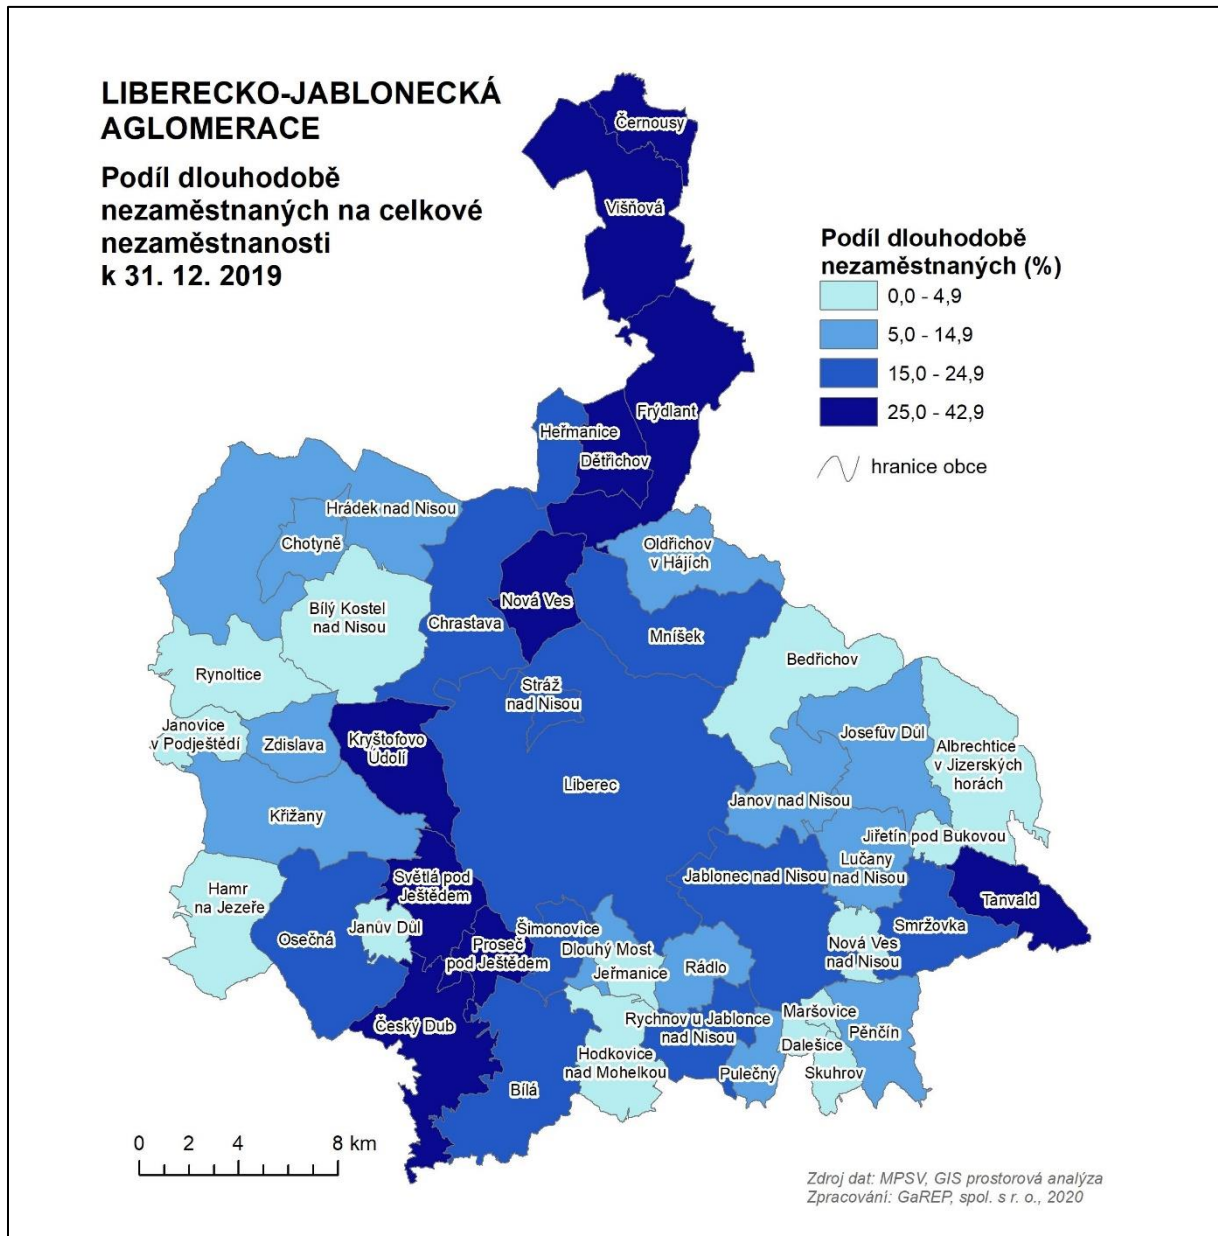 LIBERECKO-JABLONECKÁ
AGLOMERACE
Podíl dlouhodobě
nezaměstnaných na celkové
nezaměstnanosti
k 31. 12. 2019
Podíl dlouhodobě
nezaměstnaných (%)
0,0 - 4,9
5,0 - 14,9
15,0 - 24,9
25,0 - 42,9
hranice obce
Černousy
Višňová
Frýdlant
Heřmanice
Dětřichov
Hrádek nad Nisou
Chotyně
Oldřichov
v Hájích
Bílý Kostel
nad Nisou
Nová Ves
Chrastava
Mníšek
Rynoltice
Bedřichov
Stráž
nad Nisou
Janovice
v Podještědí
Zdislava
Kryštofovo
Údolí
Josefův Důl
Albrechtice
v Jizerských
horách
Liberec
Janov nad Nisou
Křižany
Jiřetín pod Bukovou
Světlá pod
Ještědem
Jablonec nad Nisou
Lučany
nad Nisou
Tanvald
Hamr
na Jezeře
Janův Důl
Osečná
Šimonovice
Smržovka
Proseč
pod Ještědem
Dlouhý Most
Nová Ves
nad Nisou
Jeřmanice
Rádlo
Český Dub
Rychnov u Jablonce
nad Nisou
Maršovice
Pěnčín
Dalešice
Hodkovice
nad Mohelkou
Pulečný
Skuhrov
Bílá
0 2 4 8 km
Zdroj dat: MPSV, GIS prostorová analýza
Zpracování: GaREP, spol. s r. o., 2020